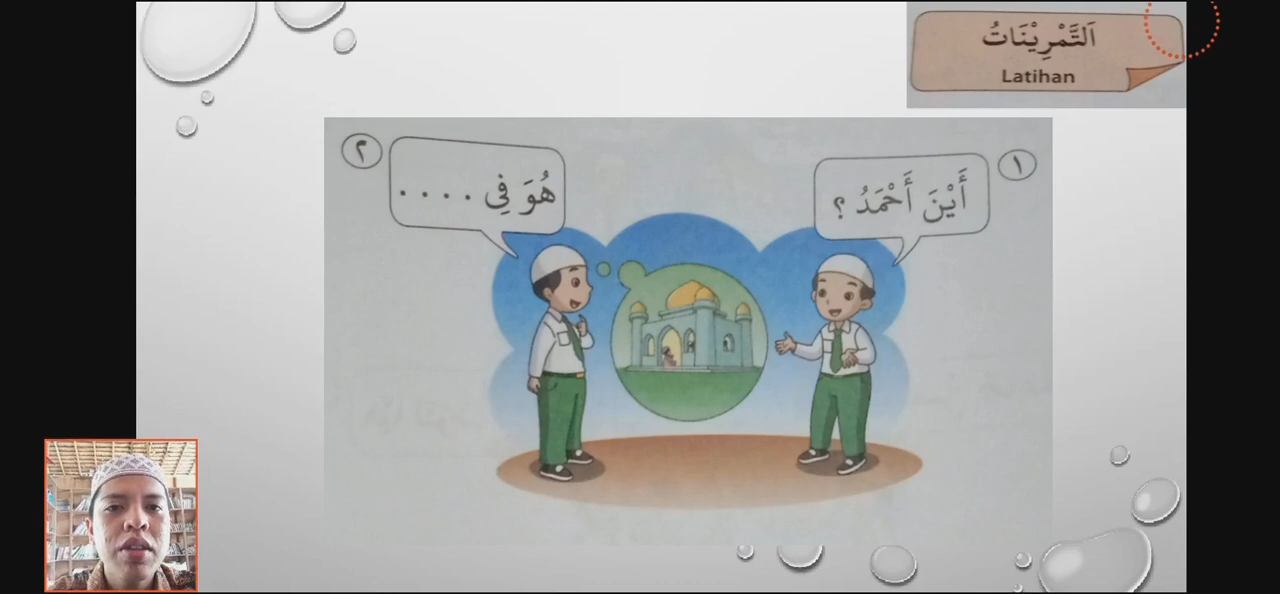 اَلتَّمْرِيْنَاتُ
Latihan
١
أَيْنَ أَحْمَدُ ؟
٢
هُوَ فِى . . . .